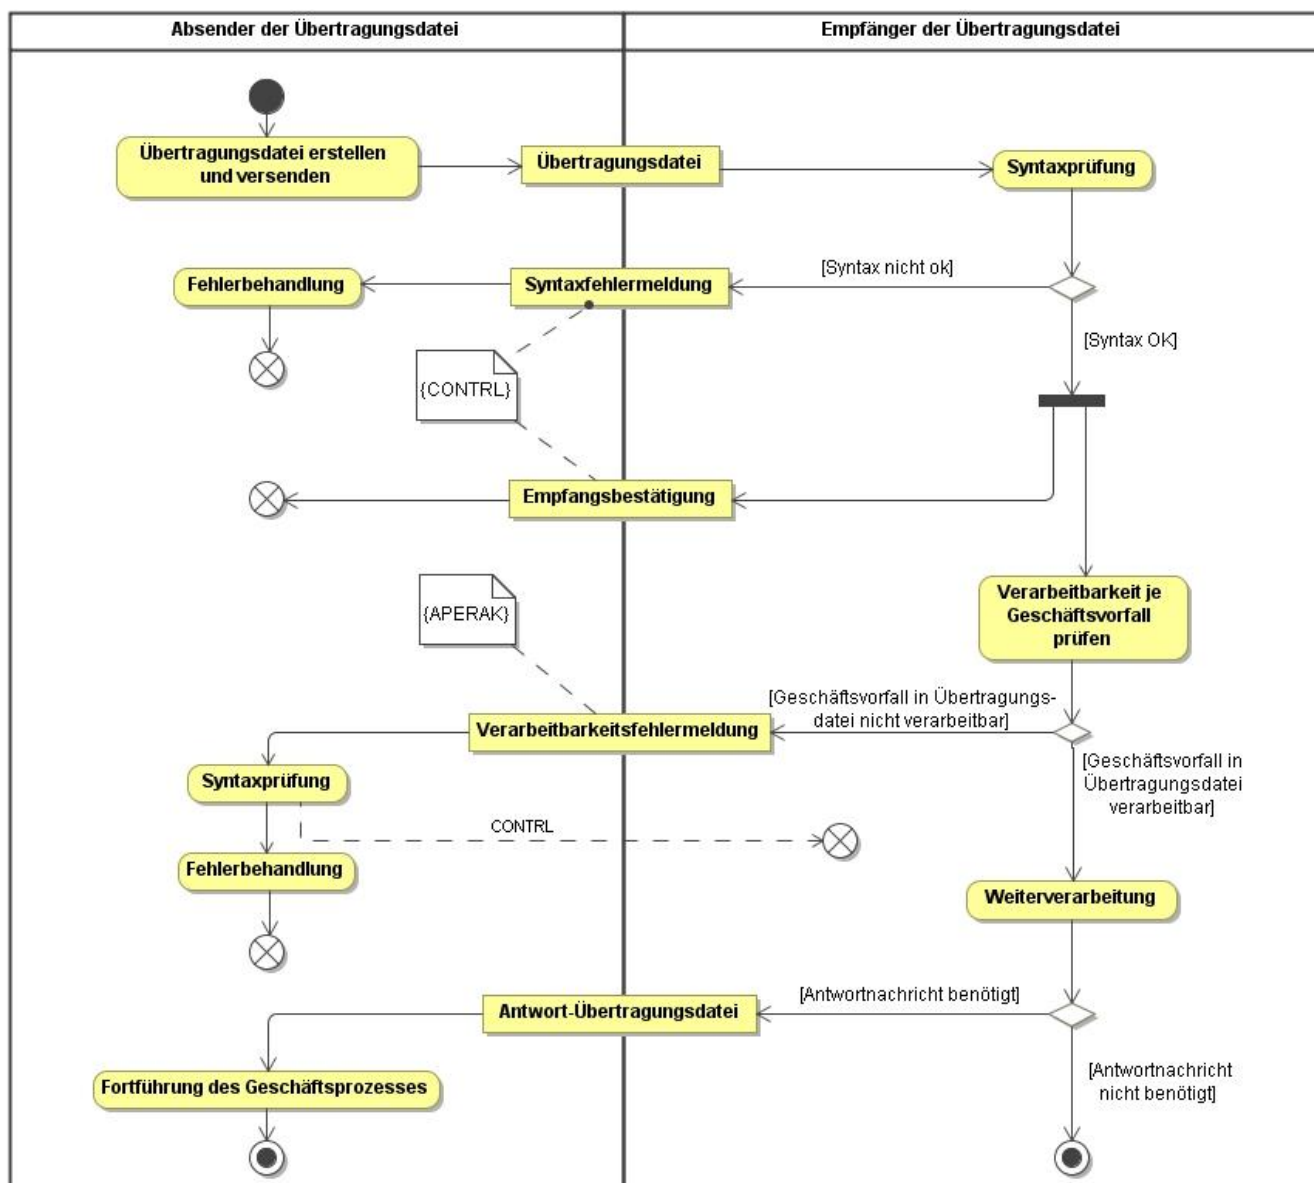 Absender der Übertragungsdatei
Empfänger der Übertragungsdatei
Übertragungsdatei erstellen
und versenden
Übertragungsdatei
Syntaxprüfung
[Syntax nicht ok]
Syntaxfehlermeldung
Fehlerbehandlung
[Syntax OK]
{CONTRL}
Empfangsbestätigung
{APERAK}
Verarbeitbarkeit je
Geschäftsvorfall
prüfen
[Geschäftsvorfall in Übertragungs-
datei nicht verarbeitbar]
Verarbeitbarkeitsfehlermeldung
[Geschäftsvorfall in
Übertragungsdatei
verarbeitbar]
Syntaxprüfung
CONTRL
Fehlerbehandlung
Weiterverarbeitung
[Antwortnachricht benötigt]
Antwort-Übertragungsdatei
Fortführung des Geschäftsprozesses
[Antwortnachricht
nicht benötigt]